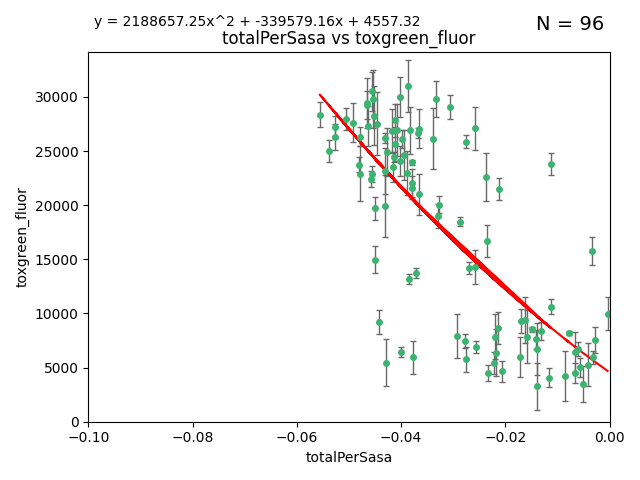 y = 2188657.25x^2 + -339579.16x + 4557.32
N = 96
totalPerSasa vs toxgreen_fluor
30000
25000
20000
15000
10000
5000
0
toxgreen_fluor
−0.10 −0.08 −0.06 −0.04 −0.02 0.00
totalPerSasa